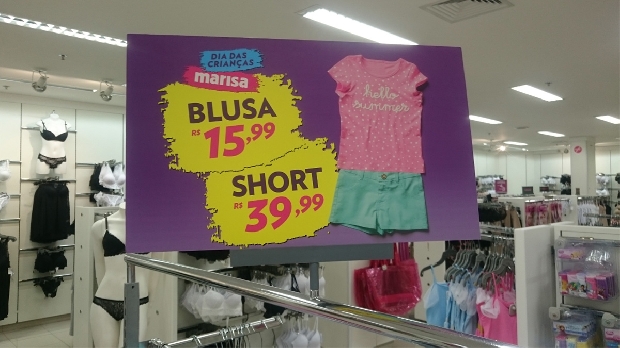 DIA DAS
CRIANÇAS
marisa
BLUSA
R$ 15,99
SHORT
R$ 39,99
hello
summer